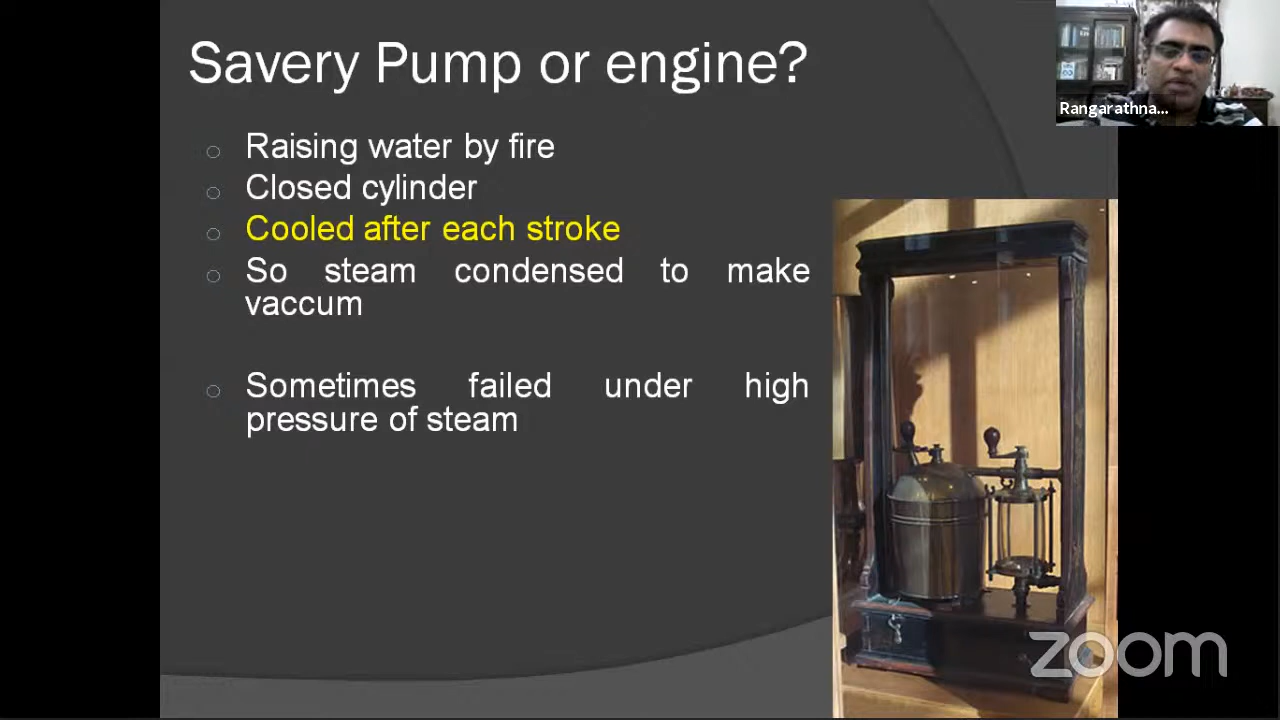 Savery Pump or engine?
Rangarathna...
Raising water by fire
Closed cylinder
Cooled after each stroke
So steam condensed to make
vaccum
Sometimes failed under high
pressure of steam
zoom